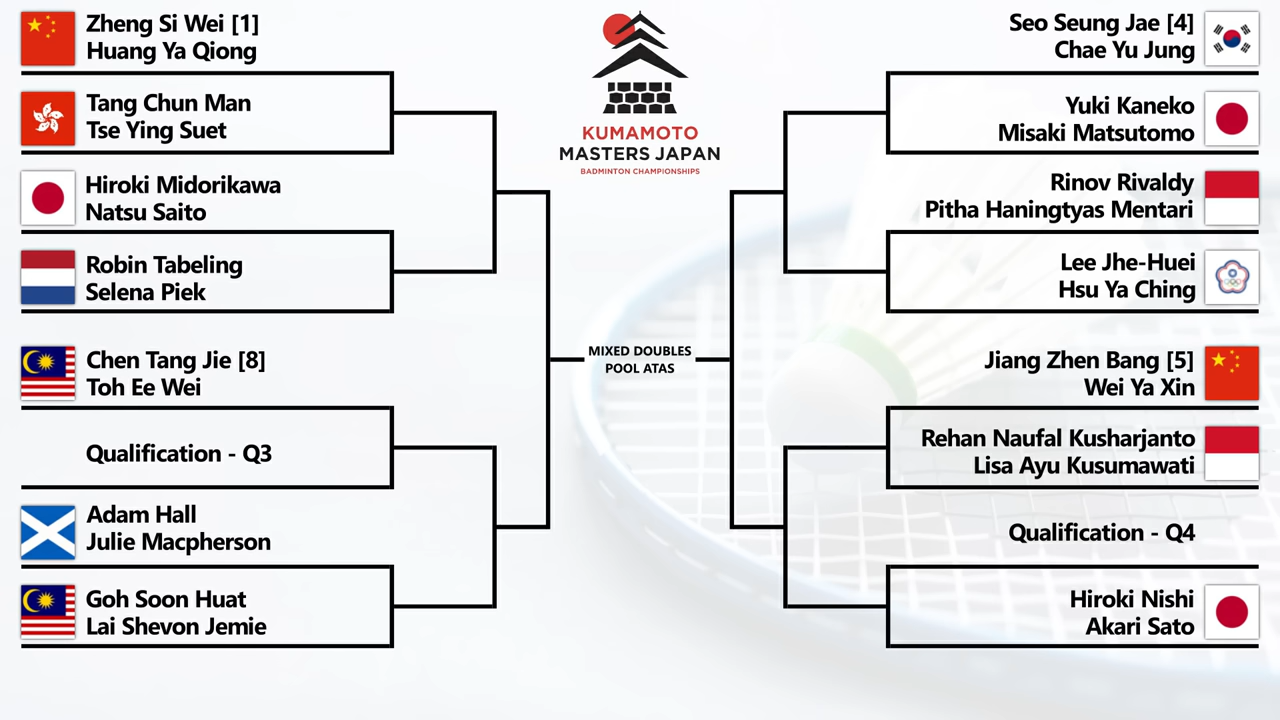 Zheng Si Wei [1]
Huang Ya Qiong
Tang Chun Man
Tse Ying Suet
Hiroki Midorikawa
Natsu Saito
Robin Tabeling
Selena Piek
Chen Tang Jie [8]
Toh Ee Wei
Qualification - Q3
Adam Hall
Julie Macpherson
Goh Soon Huat
Lai Shevon Jemie
KUMAMOTO
MASTERS JAPAN
BADMINTON CHAMPIONSHIPS
MIXED DOUBLES
POOL ATAS
Seo Seung Jae [4]
Chae Yu Jung
Yuki Kaneko
Misaki Matsutomo
Rinov Rivaldy
Pitha Haningtyas Mentari
Lee Jhe-Huei
Hsu Ya Ching
Jiang Zhen Bang [5]
Wei Ya Xin
Rehan Naufal Kusharjanto
Lisa Ayu Kusumawati
Qualification - Q4
Hiroki Nishi
Akari Sato